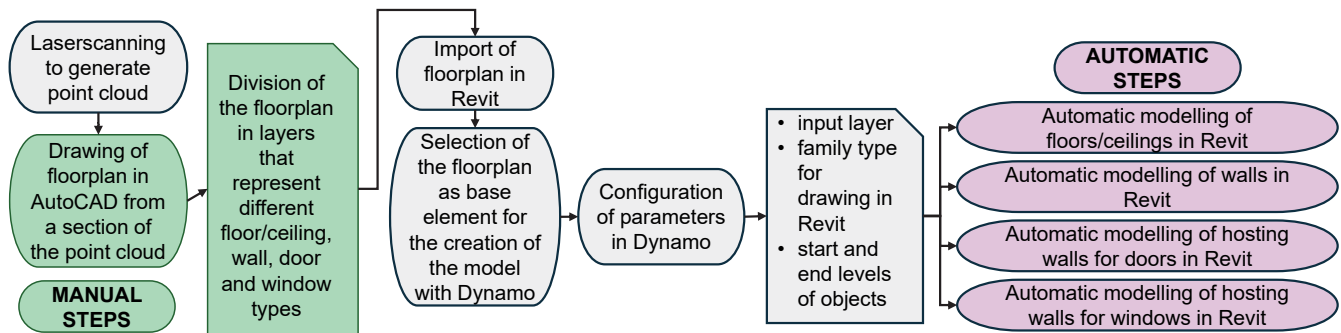 Laserscanning
to generate
point cloud
Drawing of
floorplan in
AutoCAD from
a section of
the point cloud
MANUAL
STEPS
Division of
the floorplan
in layers
that
represent
different
floor/ceiling,
wall, door
and window
types
Import of
floorplan in
Revit
Selection of
the floorplan
as base
element for
the creation of
the model
with Dynamo
Configuration
of parameters
in Dynamo
• input layer
• family type
for
drawing in
Revit
• start and
end levels
of objects
AUTOMATIC
STEPS
Automatic modelling of
floors/ceilings in Revit
Automatic modelling of walls in
Revit
Automatic modelling of hosting
walls for doors in Revit
Automatic modelling of hosting
walls for windows in Revit